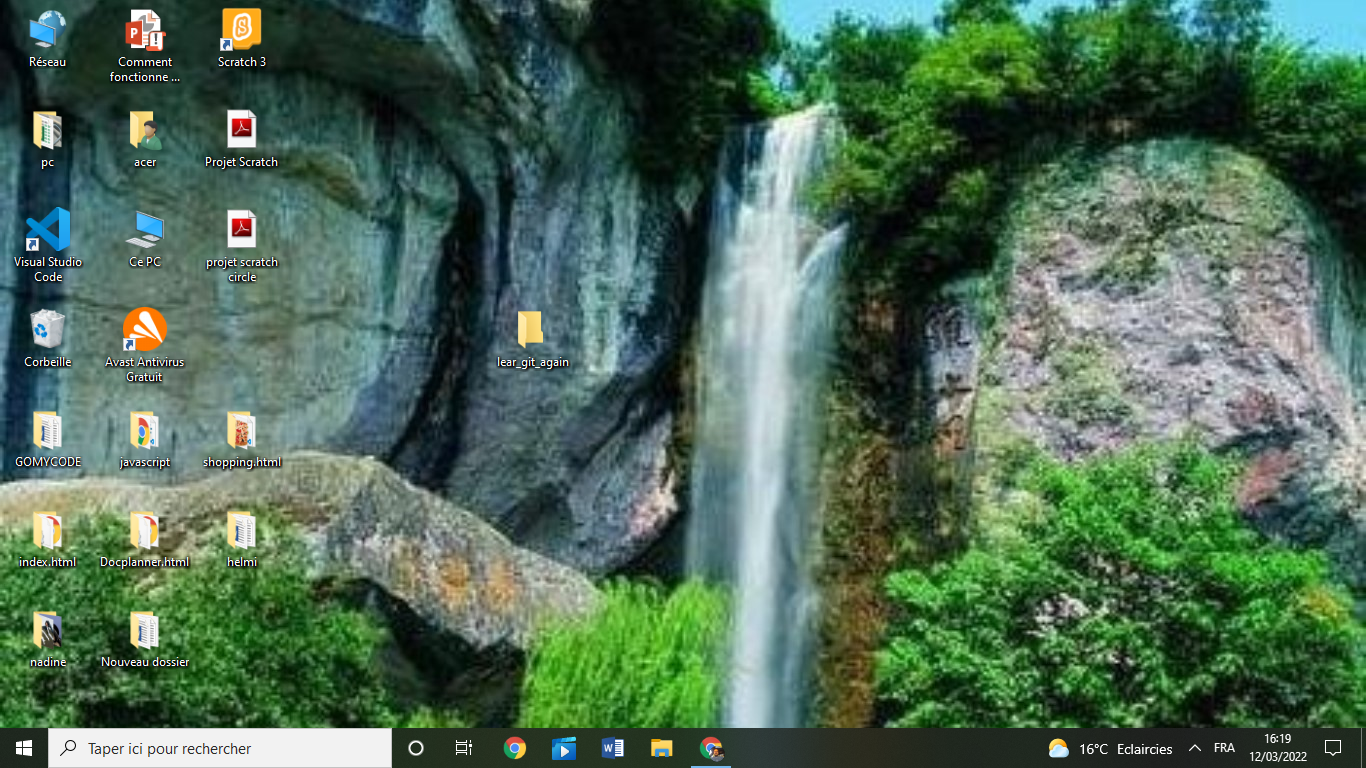 Réseau
Comment
fonctionne ...
Scratch 3
pc
acer
Projet Scratch
Visual Studio
Code
Ce PC
projet scratch
circle
Corbeille
Avast Antivirus
Gratuit
lear_git_again
GOMYCODE
javascript
shopping.html
index.html
Docplanner.html
helmi
nadine
Nouveau dossier
Taper ici pour rechercher
16°C Eclaircies
FRA
16:19
12/03/2022